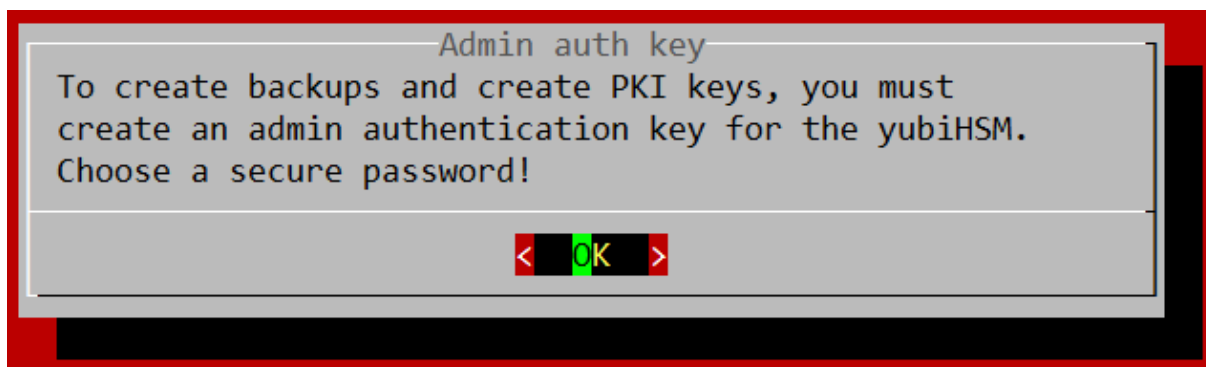 Admin auth key
To create backups and create PKI keys, you must
create an admin authentication key for the yubiHSM.
Choose a secure password!
< OK >